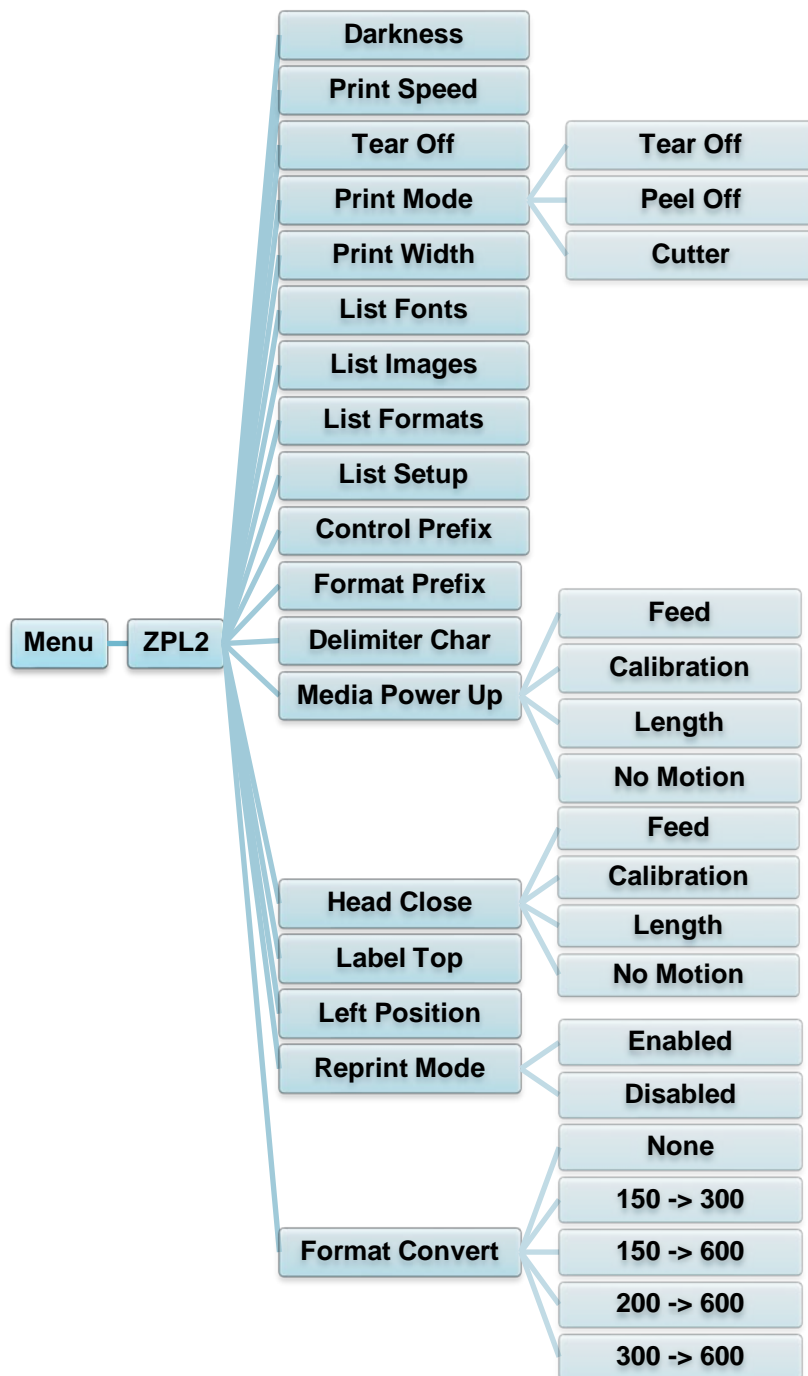 Darkness
Print Speed
Tear Off
Tear Off
Print Mode
Peel Off
Print Width
Cutter
List Fonts
List Images
List Formats
List Setup
Control Prefix
Format Prefix
Feed
Menu
ZPL2
Delimiter Char
Calibration
Media Power Up
Length
No Motion
Feed
Head Close
Calibration
Length
Label Top
No Motion
Left Position
Enabled
Reprint Mode
Disabled
None
150 -> 300
Format Convert
150 -> 600
200 -> 600
300 -> 600